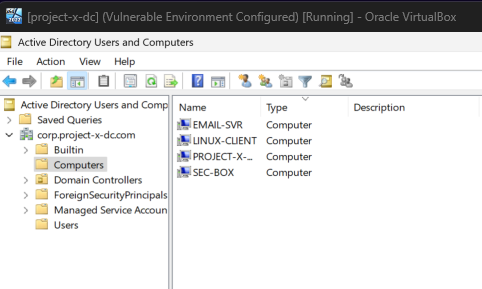 [project-x-dc] (Vulnerable Environment Configured) [Running] - Oracle VirtualBox
Active Directory Users and Computers
File Action View Help
Active Directory Users and Comp
Saved Queries
corp.project-x-dc.com
Builtin
Computers
Domain Controllers
ForeignSecurityPrincipals
Managed Service Accoun
Users
Name Type Description
EMAIL-SVR Computer
LINUX-CLIENT Computer
PROJECT-X-... Computer
SEC-BOX Computer